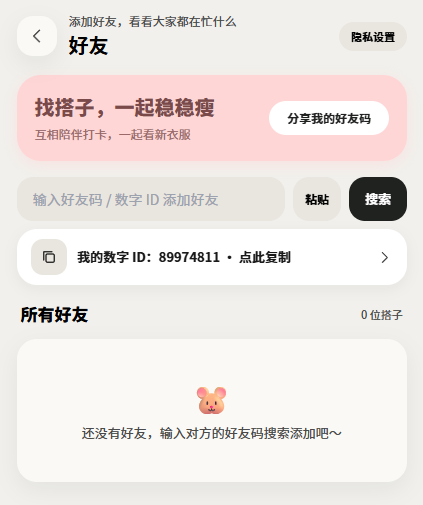 添加好友，看看大家都在忙什么
好友
隐私设置
找搭子，一起稳稳瘦
互相陪伴打卡，一起看新衣服
分享我的好友码
输入好友码 / 数字 ID 添加好友
粘贴
搜索
我的数字 ID：89974811 · 点此复制
所有好友
0 位搭子
还没有好友，输入对方的好友码搜索添加吧～